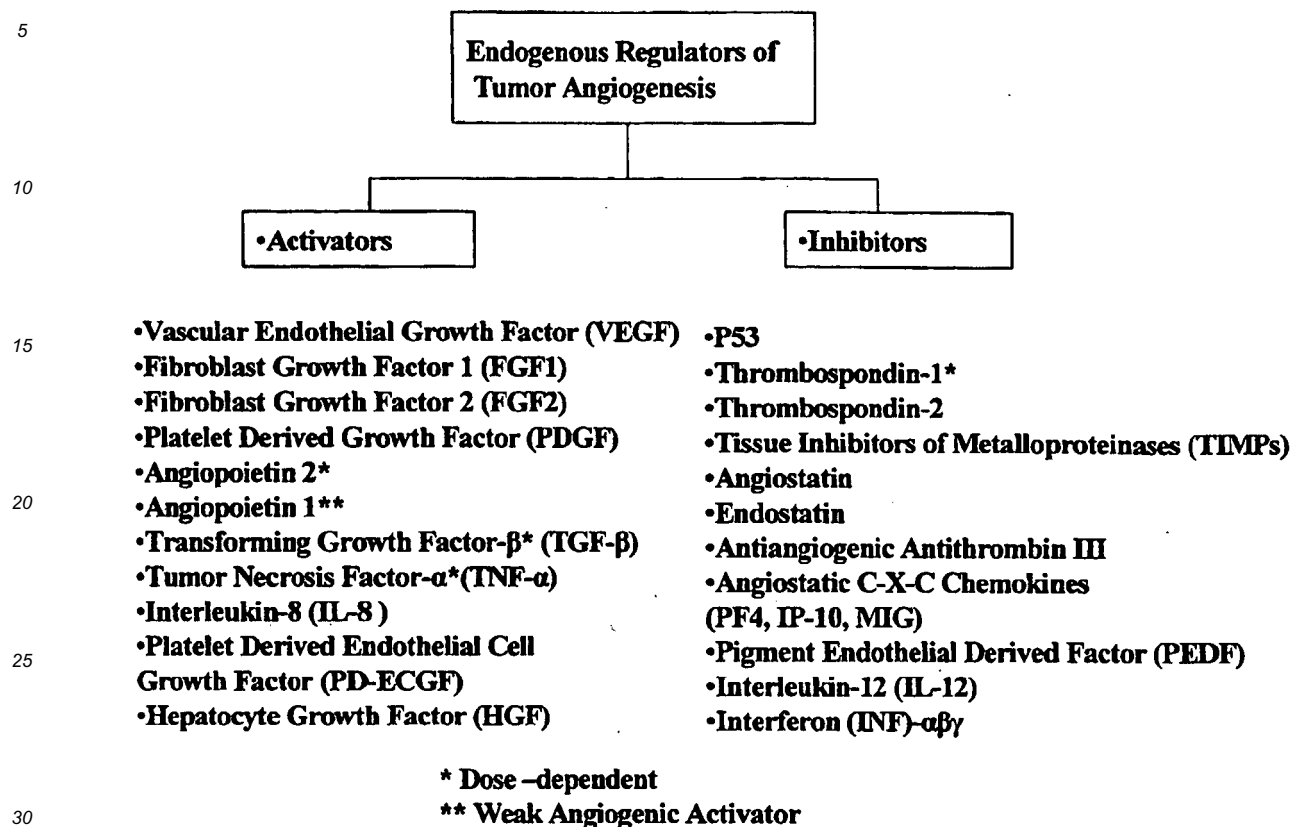 5
Endogenous Regulators of
Tumor Angiogenesis
10
•Activators
•Inhibitors
15
•Vascular Endothelial Growth Factor (VEGF)
•Fibroblast Growth Factor 1 (FGF1)
•Fibroblast Growth Factor 2 (FGF2)
•Platelet Derived Growth Factor (PDGF)
•Angiopoietin 2*
20
•Angiopoietin 1**
•Transforming Growth Factor-β* (TGF-β)
•Tumor Necrosis Factor-α*(TNF-α)
•Interleukin-8 (IL-8 )
•Platelet Derived Endothelial Cell
25
Growth Factor (PD-ECGF)
•Hepatocyte Growth Factor (HGF)
•P53
•Thrombospondin-1*
•Thrombospondin-2
•Tissue Inhibitors of Metalloproteinases (TIMPs)
•Angiostatin
•Endostatin
•Antiangiogenic Antithrombin III
•Angiostatic C-X-C Chemokines
(PF4, IP-10, MIG)
•Pigment Endothelial Derived Factor (PEDF)
•Interleukin-12 (IL-12)
•Interferon (INF)-αβγ
* Dose –dependent
30
** Weak Angiogenic Activator